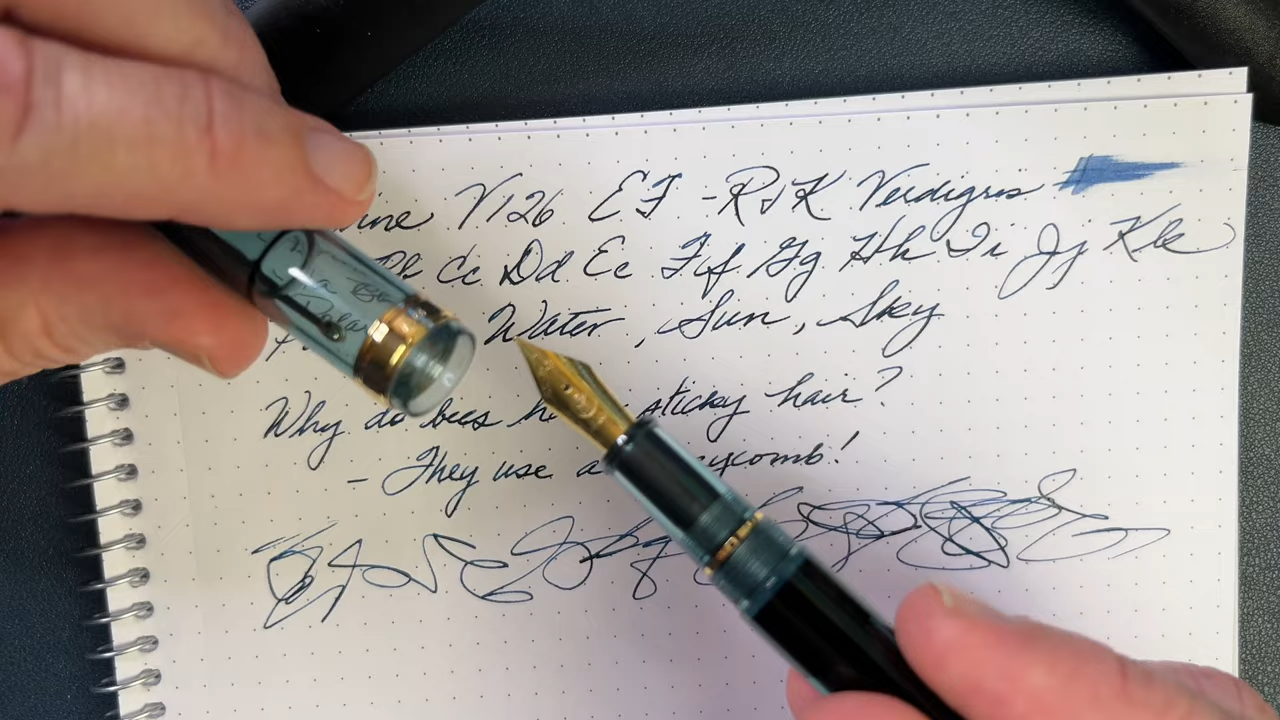 V126 EF - R&K Verdigris
Cc Dd Ee Ff Gg Hh Ii Jj Kk
Water, Sun, Sky
Why do bees sticky hair?
- They use a